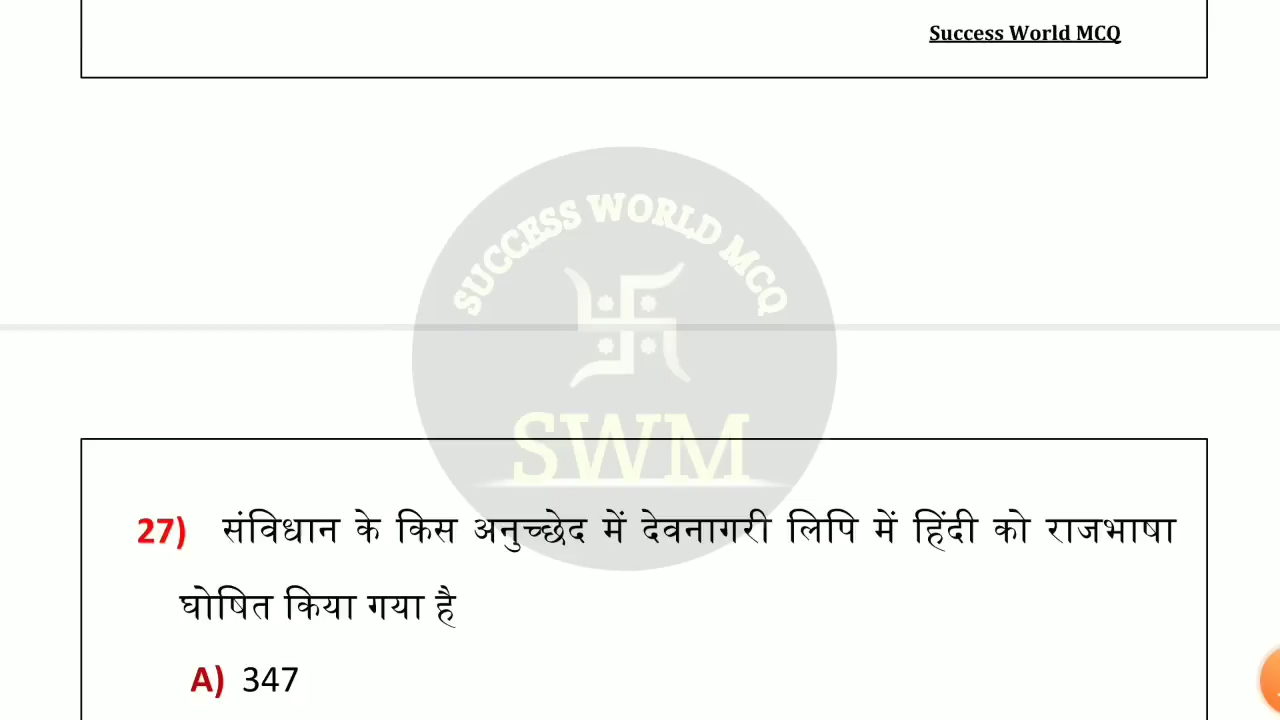 Success World MCQ
SUCCESS WORLD MCQ
SWM
27) संविधान के किस अनुच्छेद में देवनागरी लिपि में हिंदी को राजभाषा
घोषित किया गया है
A) 347